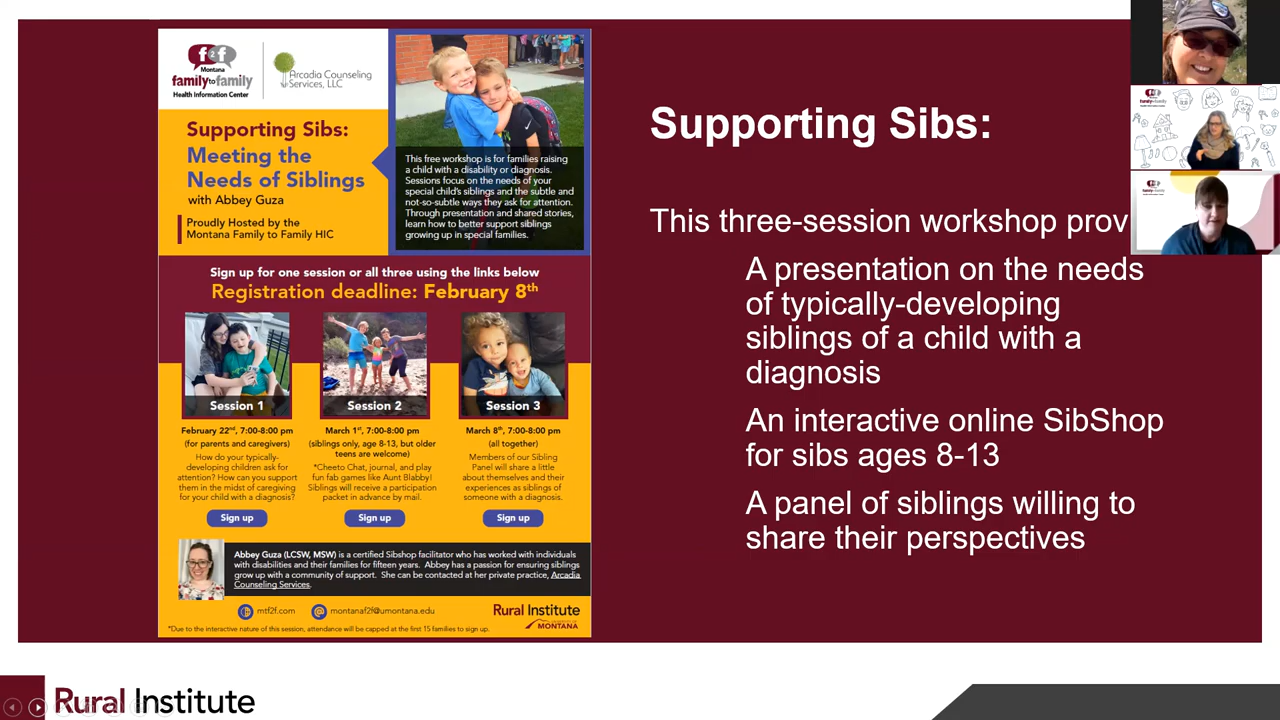 f2f
Montana
family to family
Health Information Center
Arcadia Counseling
Services, LLC
Supporting Sibs:
Meeting the
Needs of Siblings
with Abbey Guza
Proudly Hosted by the
Montana Family to Family HIC
This free workshop is for families raising
a child with a disability or diagnosis.
Sessions focus on the needs of your
special child's siblings and the subtle and
not-so-subtle ways they ask for attention.
Through presentation and shared stories,
learn how to better support siblings
growing up in special families.
Sign up for one session or all three using the links below
Registration deadline: February 8th
Session 1
Session 2
Session 3
February 22nd, 7:00-8:00 pm
(for parents and caregivers)
How do your typically-
developing children ask for
attention? How can you support
them in the midst of caregiving
for your child with a diagnosis?
Sign up
March 1st, 7:00-8:00 pm
(siblings only, age 8-13, but older
teens are welcome)
*Cheeto Chat, journal, and play
fun fab games like Aunt Blabby!
Siblings will receive a participation
packet in advance by mail.
Sign up
March 8th, 7:00-8:00 pm
(all together)
Members of our Sibling
Panel will share a little
about themselves and their
experiences as siblings of
someone with a diagnosis.
Sign up
Abbey Guza (LCSW, MSW) is a certified Sibshop facilitator who has worked with individuals
with disabilities and their families for fifteen years. Abbey has a passion for ensuring siblings
grow up with a community of support. She can be contacted at her private practice, Arcadia
Counseling Services.
mtf2f.com
montanaf2f@umontana.edu
Rural Institute
UNIVERSITY OF
MONTANA
*Due to the interactive nature of this session, attendance will be capped at the first 15 families to sign up.
Supporting Sibs:
This three-session workshop prov
A presentation on the needs
of typically-developing
siblings of a child with a
diagnosis
An interactive online SibShop
for sibs ages 8-13
A panel of siblings willing to
share their perspectives
family to family
Rural Institute